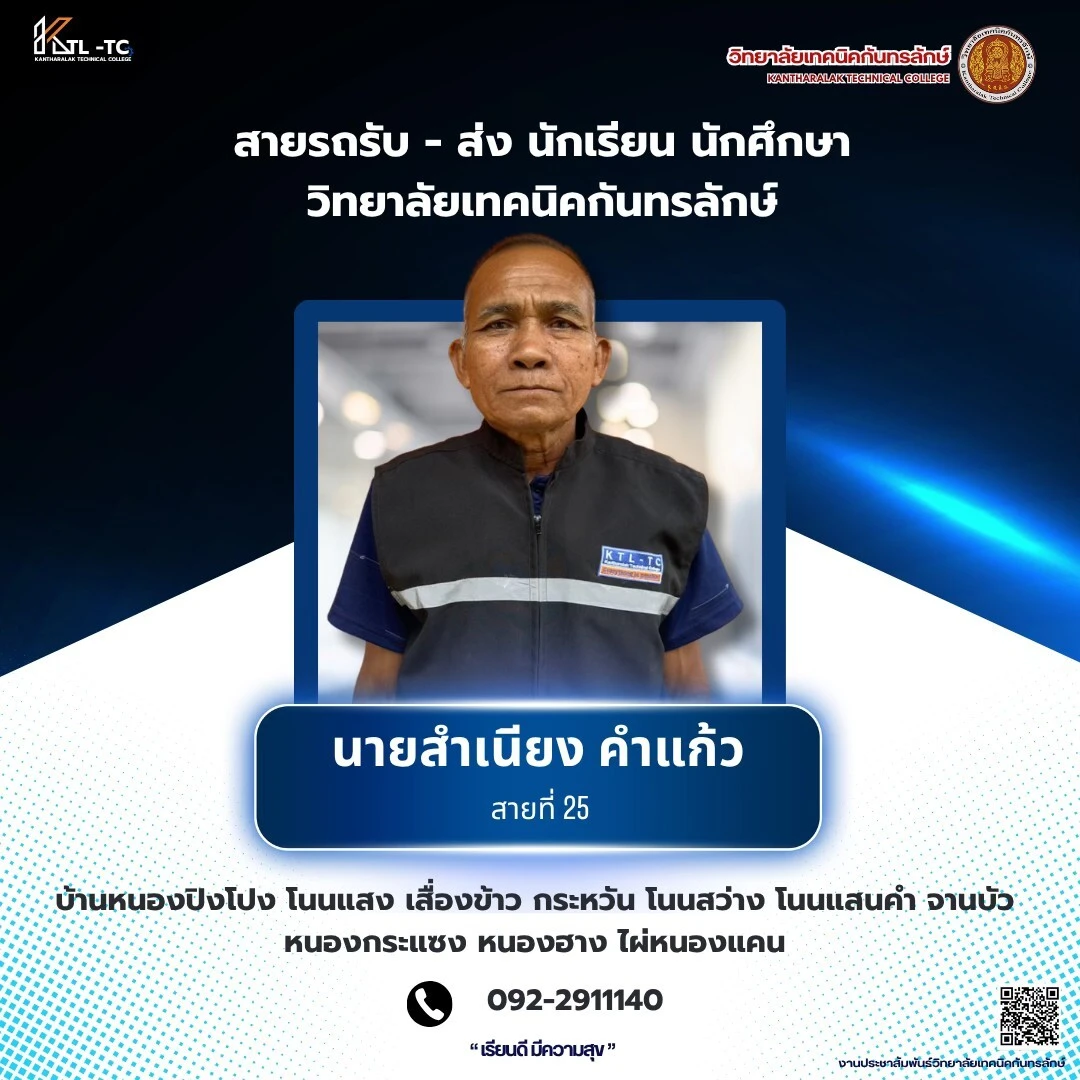 KTL -TC
KANTHARALAK TECHNICAL COLLEGE
วิทยาลัยเทคนิคกันทรลักษ์
KANTHARALAK TECHNICAL COLLEGE
สายรถรับ - ส่ง นักเรียน นักศึกษา
วิทยาลัยเทคนิคกันทรลักษ์
KTL-TC
นายสำเนียง คำแก้ว
สายที่ 25
บ้านหนองปิงโปง โนนแสง เสื่องข้าว กระหวัน โนนสว่าง โนนแสนคำ จานบัว
หนองกระแซง หนองฮาง ไผ่หนองแคน
092-2911140
“ เรียนดี มีความสุข ”
งานประชาสัมพันธ์วิทยาลัยเทคนิคกันทรลักษ์